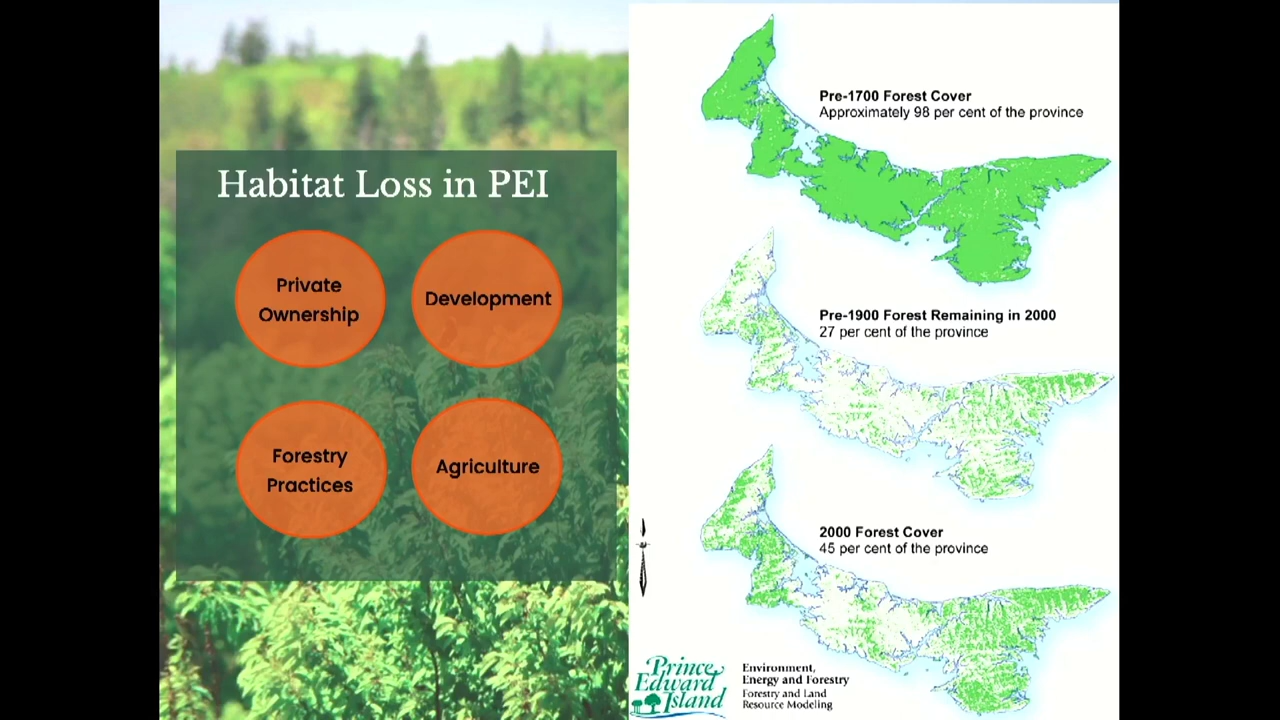 Habitat Loss in PEI
Private
Ownership
Development
Forestry
Practices
Agriculture
Pre-1700 Forest Cover
Approximately 98 per cent of the province
Pre-1900 Forest Remaining in 2000
27 per cent of the province
2000 Forest Cover
45 per cent of the province
Prince
Edward
Island
Environment,
Energy and Forestry
Forestry and Land
Resource Modeling